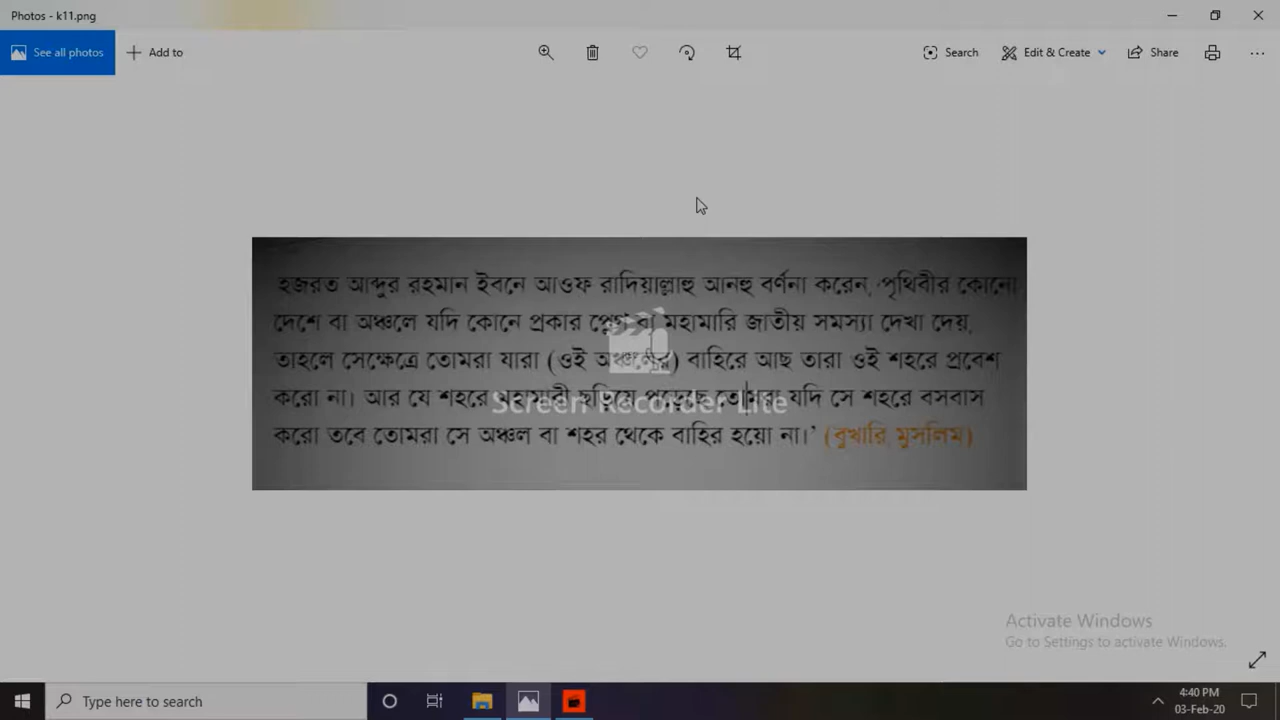 Photos - k11.png
See all photos
Add to
Search
Edit & Create
Share
হজরত আব্দুর রহমান ইবনে আওফ রাদিয়াল্লাহু আনহু বর্ণনা করেন, 'পৃথিবীর কোনো
দেশে বা অঞ্চলে যদি কোনে প্রকার প্লেগ বা মহামারি জাতীয় সমস্যা দেখা দেয়,
তাহলে সেক্ষেত্রে তোমরা যারা (ওই অঞ্চলের) বাহিরে আছ তারা ওই শহরে প্রবেশ
করো না। আর যে শহরে মহামারী ছড়িয়ে পড়েছে তোমরা যদি সে শহরে বসবাস
Screen Recorder Lite
করো তবে তোমরা সে অঞ্চল বা শহর থেকে বাহির হয়ো না।' (বুখারি মুসলিম)
Activate Windows
Go to Settings to activate Windows.
Type here to search
4:40 PM
03-Feb-20